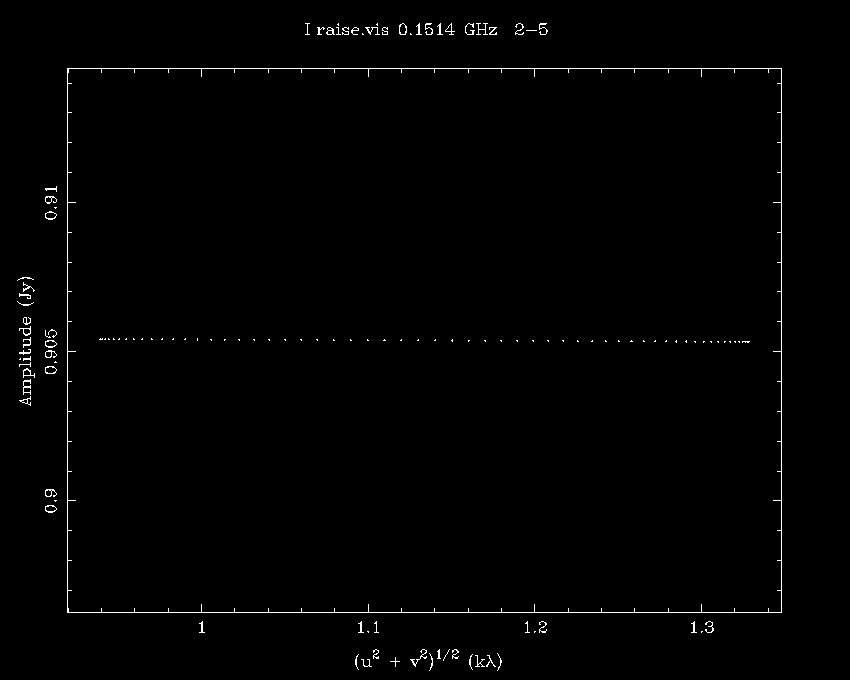 I raise.vis 0.1514 GHz 2-5
0.91
0.905
0.9
Amplitude (Jy)
1 1.1 1.2 1.3
(u² + v²)^1/2 (kλ)